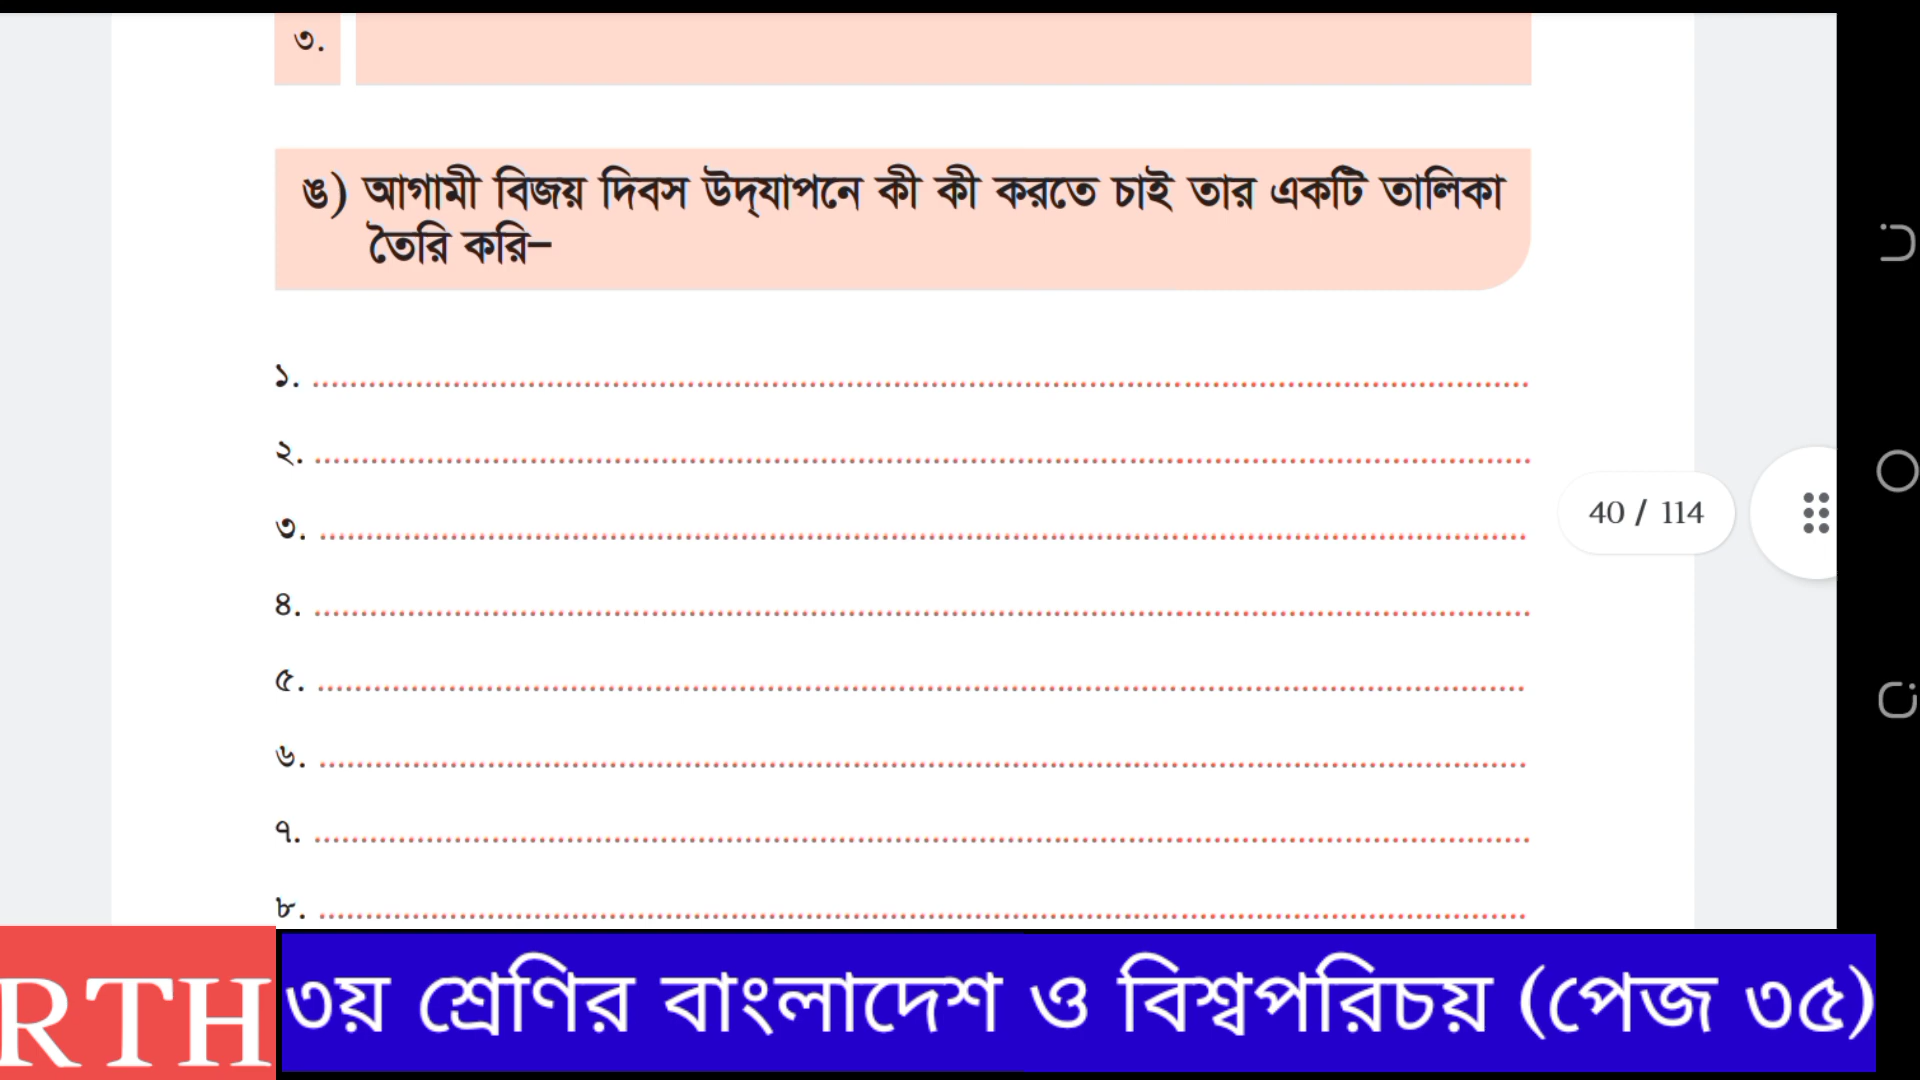 ৩.
ঙ) আগামী বিজয় দিবস উদ্‌যাপনে কী কী করতে চাই তার একটি তালিকা
তৈরি করি–
১. ....................................................................................................
২. ....................................................................................................
৩. ....................................................................................................
৪. ....................................................................................................
40 / 114
৫. ....................................................................................................
৬. ....................................................................................................
৭. ....................................................................................................
৮. ....................................................................................................
RTH
৩য় শ্রেণির বাংলাদেশ ও বিশ্বপরিচয় (পেজ ৩৫)